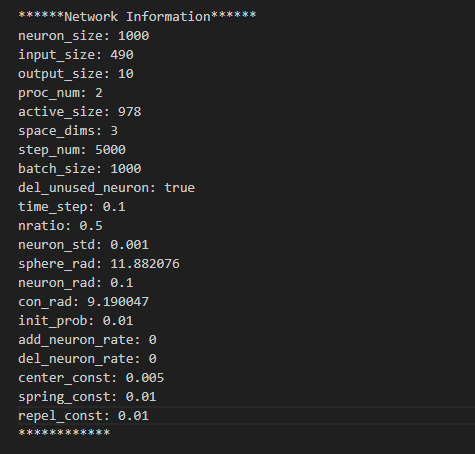 ******Network Information******
neuron_size: 1000
input_size: 490
output_size: 10
proc_num: 2
active_size: 978
space_dims: 3
step_num: 5000
batch_size: 1000
del_unused_neuron: true
time_step: 0.1
nratio: 0.5
neuron_std: 0.001
sphere_rad: 11.882076
neuron_rad: 0.1
con_rad: 9.190047
init_prob: 0.01
add_neuron_rate: 0
del_neuron_rate: 0
center_const: 0.005
spring_const: 0.01
repel_const: 0.01
************